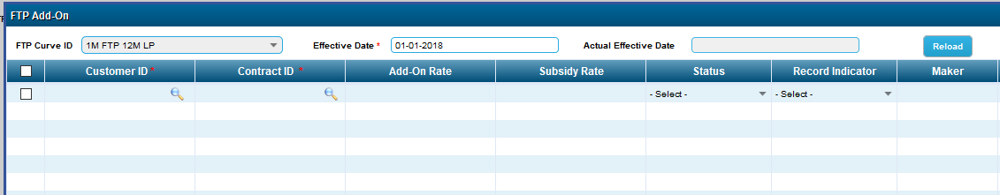 FTP Add-On
FTP Curve ID 1M FTP 12M LP Effective Date * 01-01-2018 Actual Effective Date Reload
Customer ID * Contract ID * Add-On Rate Subsidy Rate Status Record Indicator Maker
- Select - - Select -